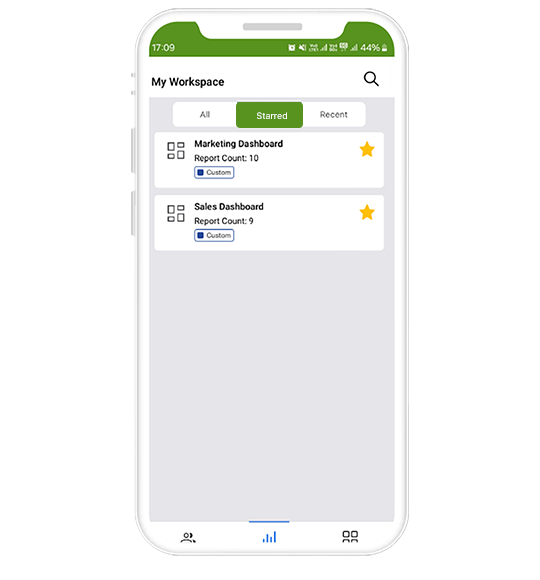 17:09 44%
My Workspace
All Starred Recent
Marketing Dashboard
Report Count: 10
Custom
Sales Dashboard
Report Count: 9
Custom